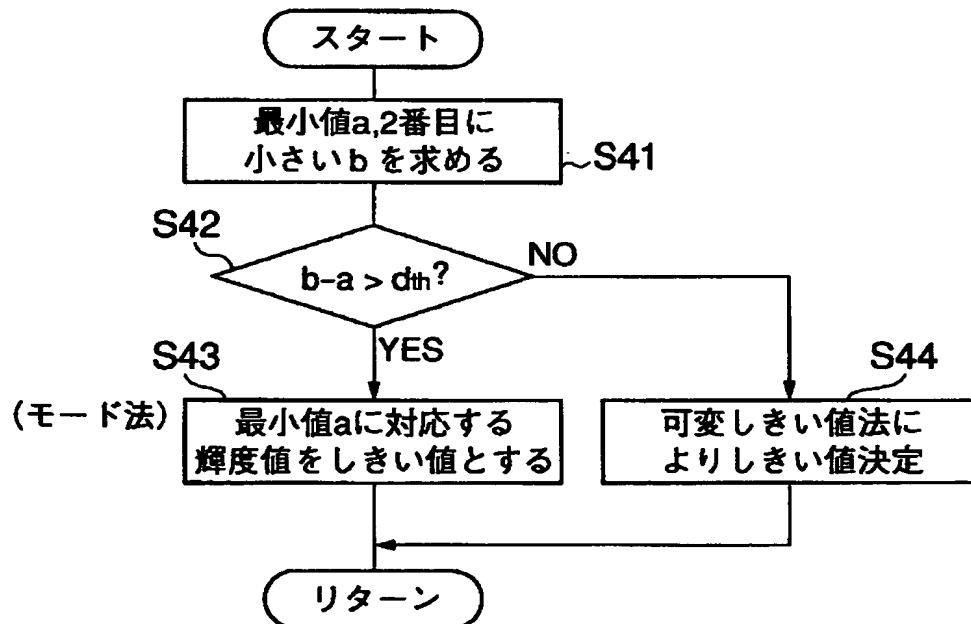 スタート
最小値a,2番目に
小さいbを求める
S41
S42
b-a > dth?
NO
YES
S43
S44
(モード法)
最小値aに対応する
輝度値をしきい値とする
可変しきい値法に
よりしきい値決定
リターン